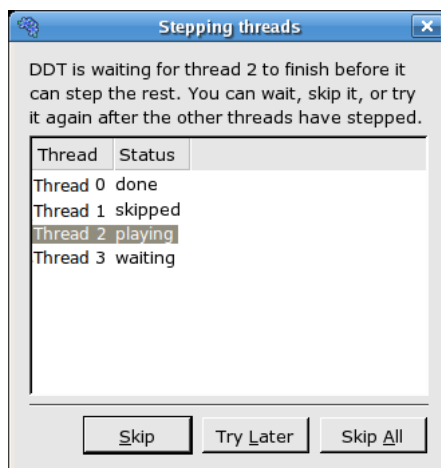 Stepping threads
DDT is waiting for thread 2 to finish before it
can step the rest. You can wait, skip it, or try
it again after the other threads have stepped.
Thread Status
Thread 0 done
Thread 1 skipped
Thread 2 playing
Thread 3 waiting
Skip Try Later Skip All